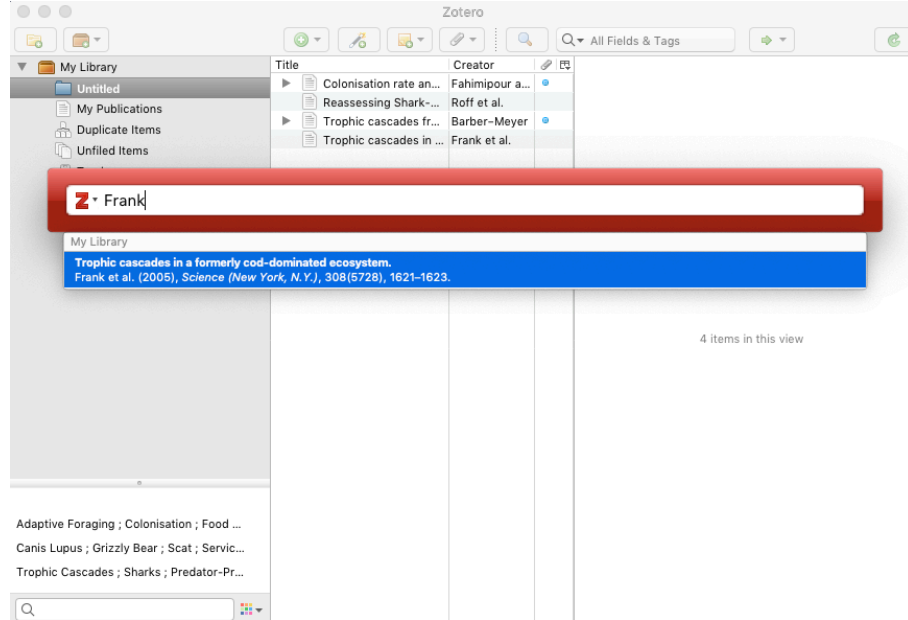 Zotero
All Fields & Tags
My Library
Untitled
My Publications
Duplicate Items
Unfiled Items
Title Creator
Colonisation rate an... Fahimipour a...
Reassessing Shark-... Roff et al.
Trophic cascades fr... Barber-Meyer
Trophic cascades in ... Frank et al.
Z Frank
My Library
Trophic cascades in a formerly cod-dominated ecosystem.
Frank et al. (2005), Science (New York, N.Y.), 308(5728), 1621–1623.
4 items in this view
Adaptive Foraging ; Colonisation ; Food ...
Canis Lupus ; Grizzly Bear ; Scat ; Servic...
Trophic Cascades ; Sharks ; Predator-Pr...